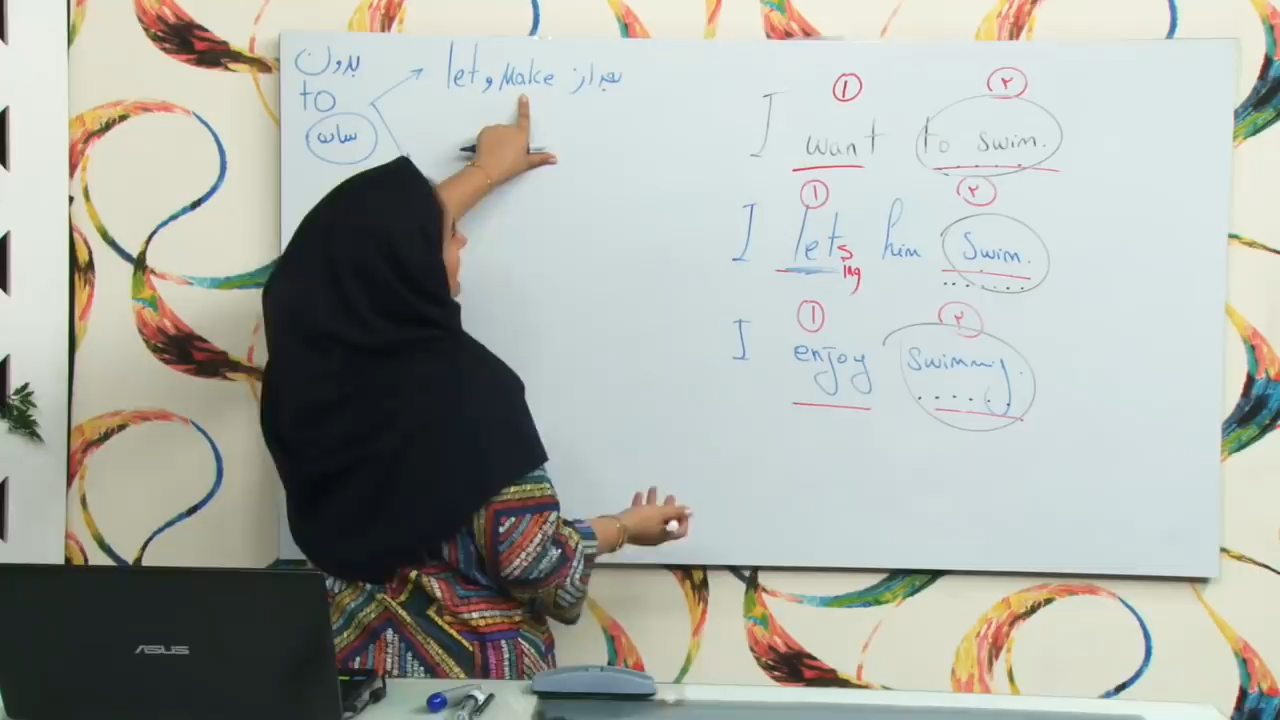 بدون
to
ساده
بعد از Make و let
① ②
I want to swim.
① ②
I lets him swim.
ing
① ②
I enjoy swimming.
ASUS